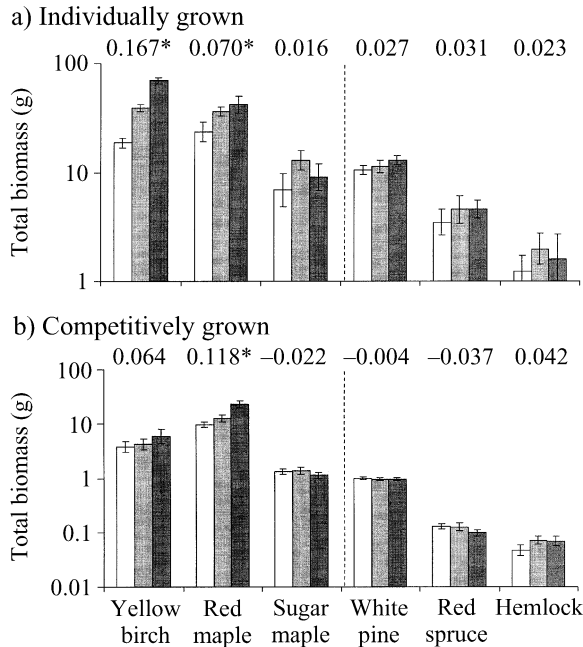 a) Individually grown
0.167* 0.070* 0.016 0.027 0.031 0.023
100
10
1
Total biomass (g)
b) Competitively grown
0.064 0.118* –0.022 –0.004 –0.037 0.042
100
10
1
0.1
0.01
Total biomass (g)
Yellow Red Sugar White Red Hemlock
birch maple maple pine spruce